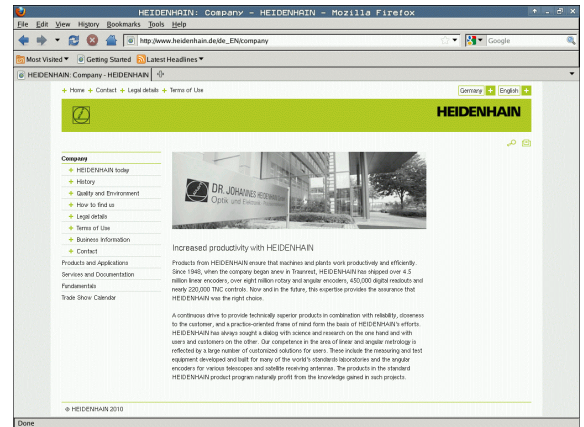 HEIDENHAIN: Company - HEIDENHAIN - Mozilla Firefox
File Edit View History Bookmarks Tools Help
http://www.heidenhain.de/de_EN/company
Google
Most Visited Getting Started Latest Headlines
HEIDENHAIN: Company - HEIDENHAIN
Home + Contact + Legal details + Terms of Use
Germany + English +
HEIDENHAIN
Company
+ HEIDENHAIN today
+ History
+ Quality and Environment
+ How to find us
+ Legal details
+ Terms of Use
+ Business Information
+ Contact
Products and Applications
Services and Documentation
Fundamentals
Trade Show Calendar
DR. JOHANNES HEIDENHAIN
Optik und Elektronik
Increased productivity with HEIDENHAIN
Products from HEIDENHAIN ensure that machines and plants work productively and efficiently.
Since 1948, when the company began anew in Traunreut, HEIDENHAIN has shipped over 4.5
million linear encoders, over eight million rotary and angular encoders, 450,000 digital readouts and
nearly 220,000 TNC controls. Now and in the future, this expertise provides the assurance that
HEIDENHAIN was the right choice.
A continuous drive to provide technically superior products in combination with reliability, closeness
to the customer, and a practice-oriented frame of mind form the basis of HEIDENHAIN's efforts.
HEIDENHAIN has always sought a dialog with science and research on the one hand and with
users and customers on the other. Our competence in the area of linear and angular metrology is
reflected by a large number of customized solutions for users. These include the measuring and test
equipment developed and built for many of the world's standards laboratories and the angular
encoders for various telescopes and satellite receiving antennas. The products in the standard
HEIDENHAIN product program naturally profit from the knowledge gained in such projects.
© HEIDENHAIN 2010
Done